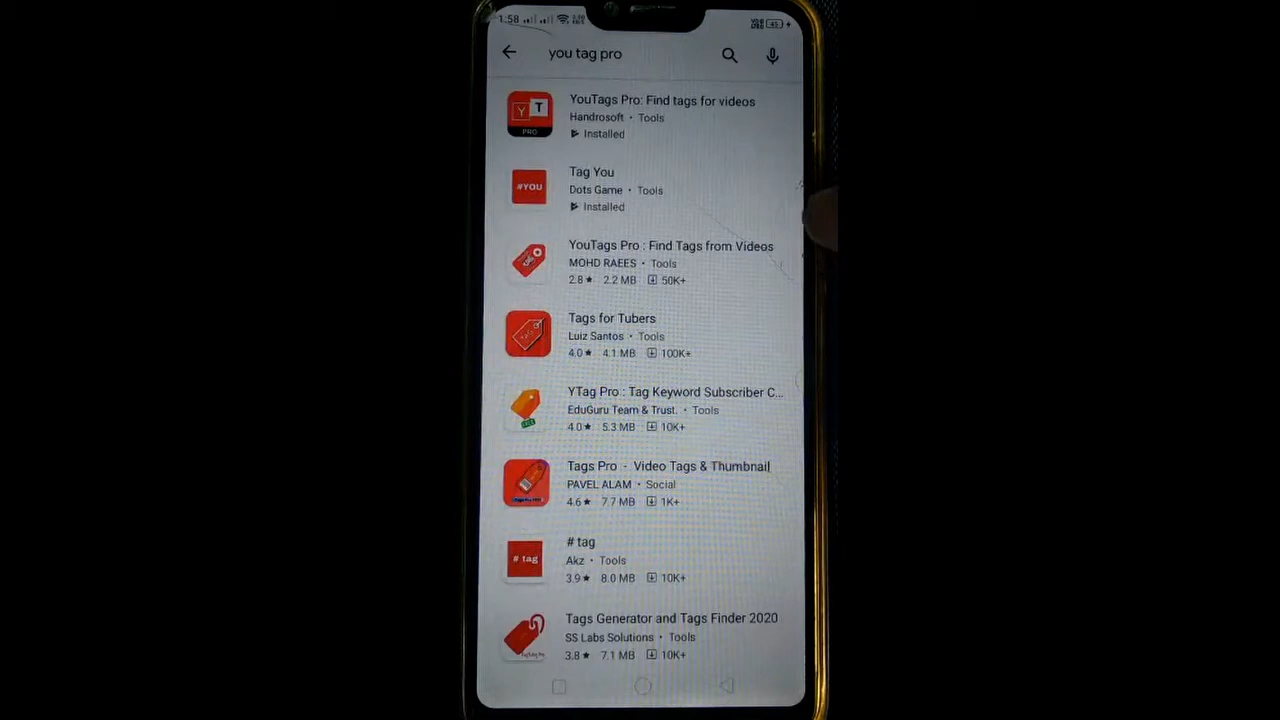 1:58
45
you tag pro
Y T
PRO
YouTags Pro: Find tags for videos
Handrosoft • Tools
Installed
#YOU
Tag You
Dots Game • Tools
Installed
YouTags Pro : Find Tags from Videos
MOHD RAEES • Tools
2.8★ 2.2 MB 50K+
TAG
Tags for Tubers
Luiz Santos • Tools
4.0★ 4.1 MB 100K+
FREE
YTag Pro : Tag Keyword Subscriber C...
EduGuru Team & Trust. • Tools
4.0★ 5.3 MB 10K+
Tags Pro - Video Tags & Thumbnail
PAVEL ALAM • Social
4.6★ 7.7 MB 1K+
# tag
# tag
Akz • Tools
3.9★ 8.0 MB 10K+
Tags Generator and Tags Finder 2020
SS Labs Solutions • Tools
3.8★ 7.1 MB 10K+